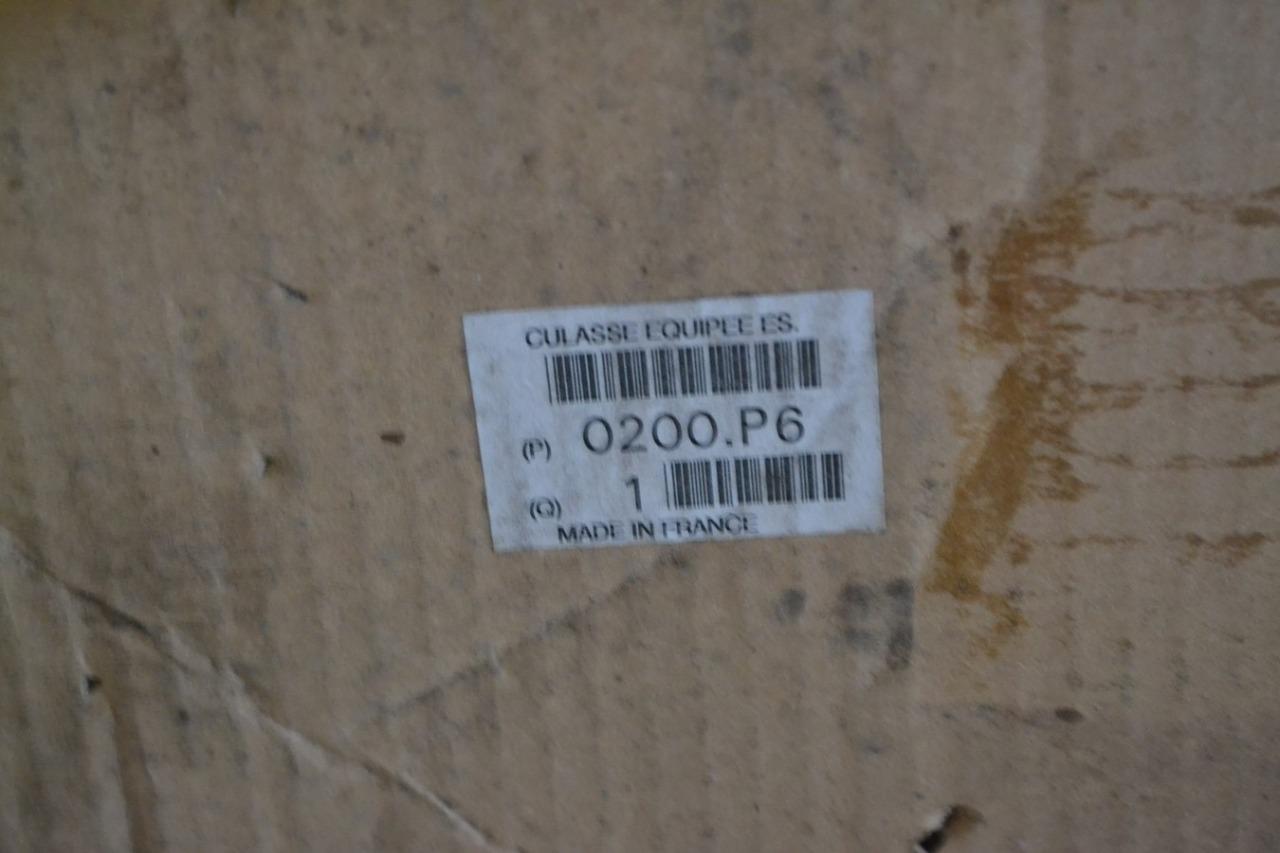 CULASSE EQUIPEE ES.
(P) 0200.P6
(Q) 1
MADE IN FRANCE